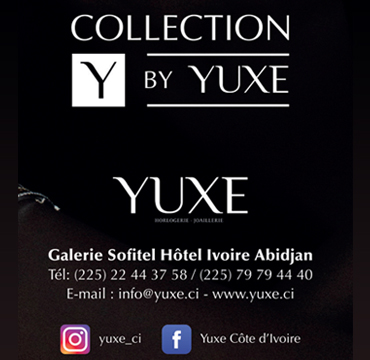 COLLECTION
Y BY YUXE
YUXE
HORLOGERIE - JOAILLERIE
Galerie Sofitel Hôtel Ivoire Abidjan
Tél: (225) 22 44 37 58 / (225) 79 79 44 40
E-mail : info@yuxe.ci - www.yuxe.ci
yuxe_ci Yuxe Côte d'Ivoire